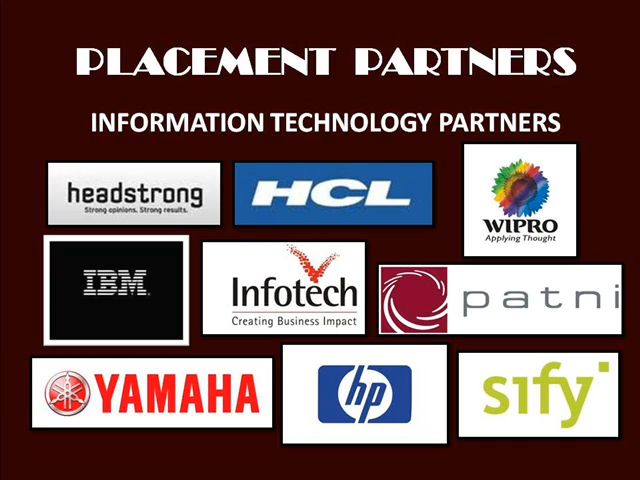 PLACEMENT PARTNERS
INFORMATION TECHNOLOGY PARTNERS
headstrong
Strong opinions. Strong results.
HCL
WIPRO
Applying Thought
IBM®
Infotech
Creating Business Impact
patni
YAMAHA
hp
sify